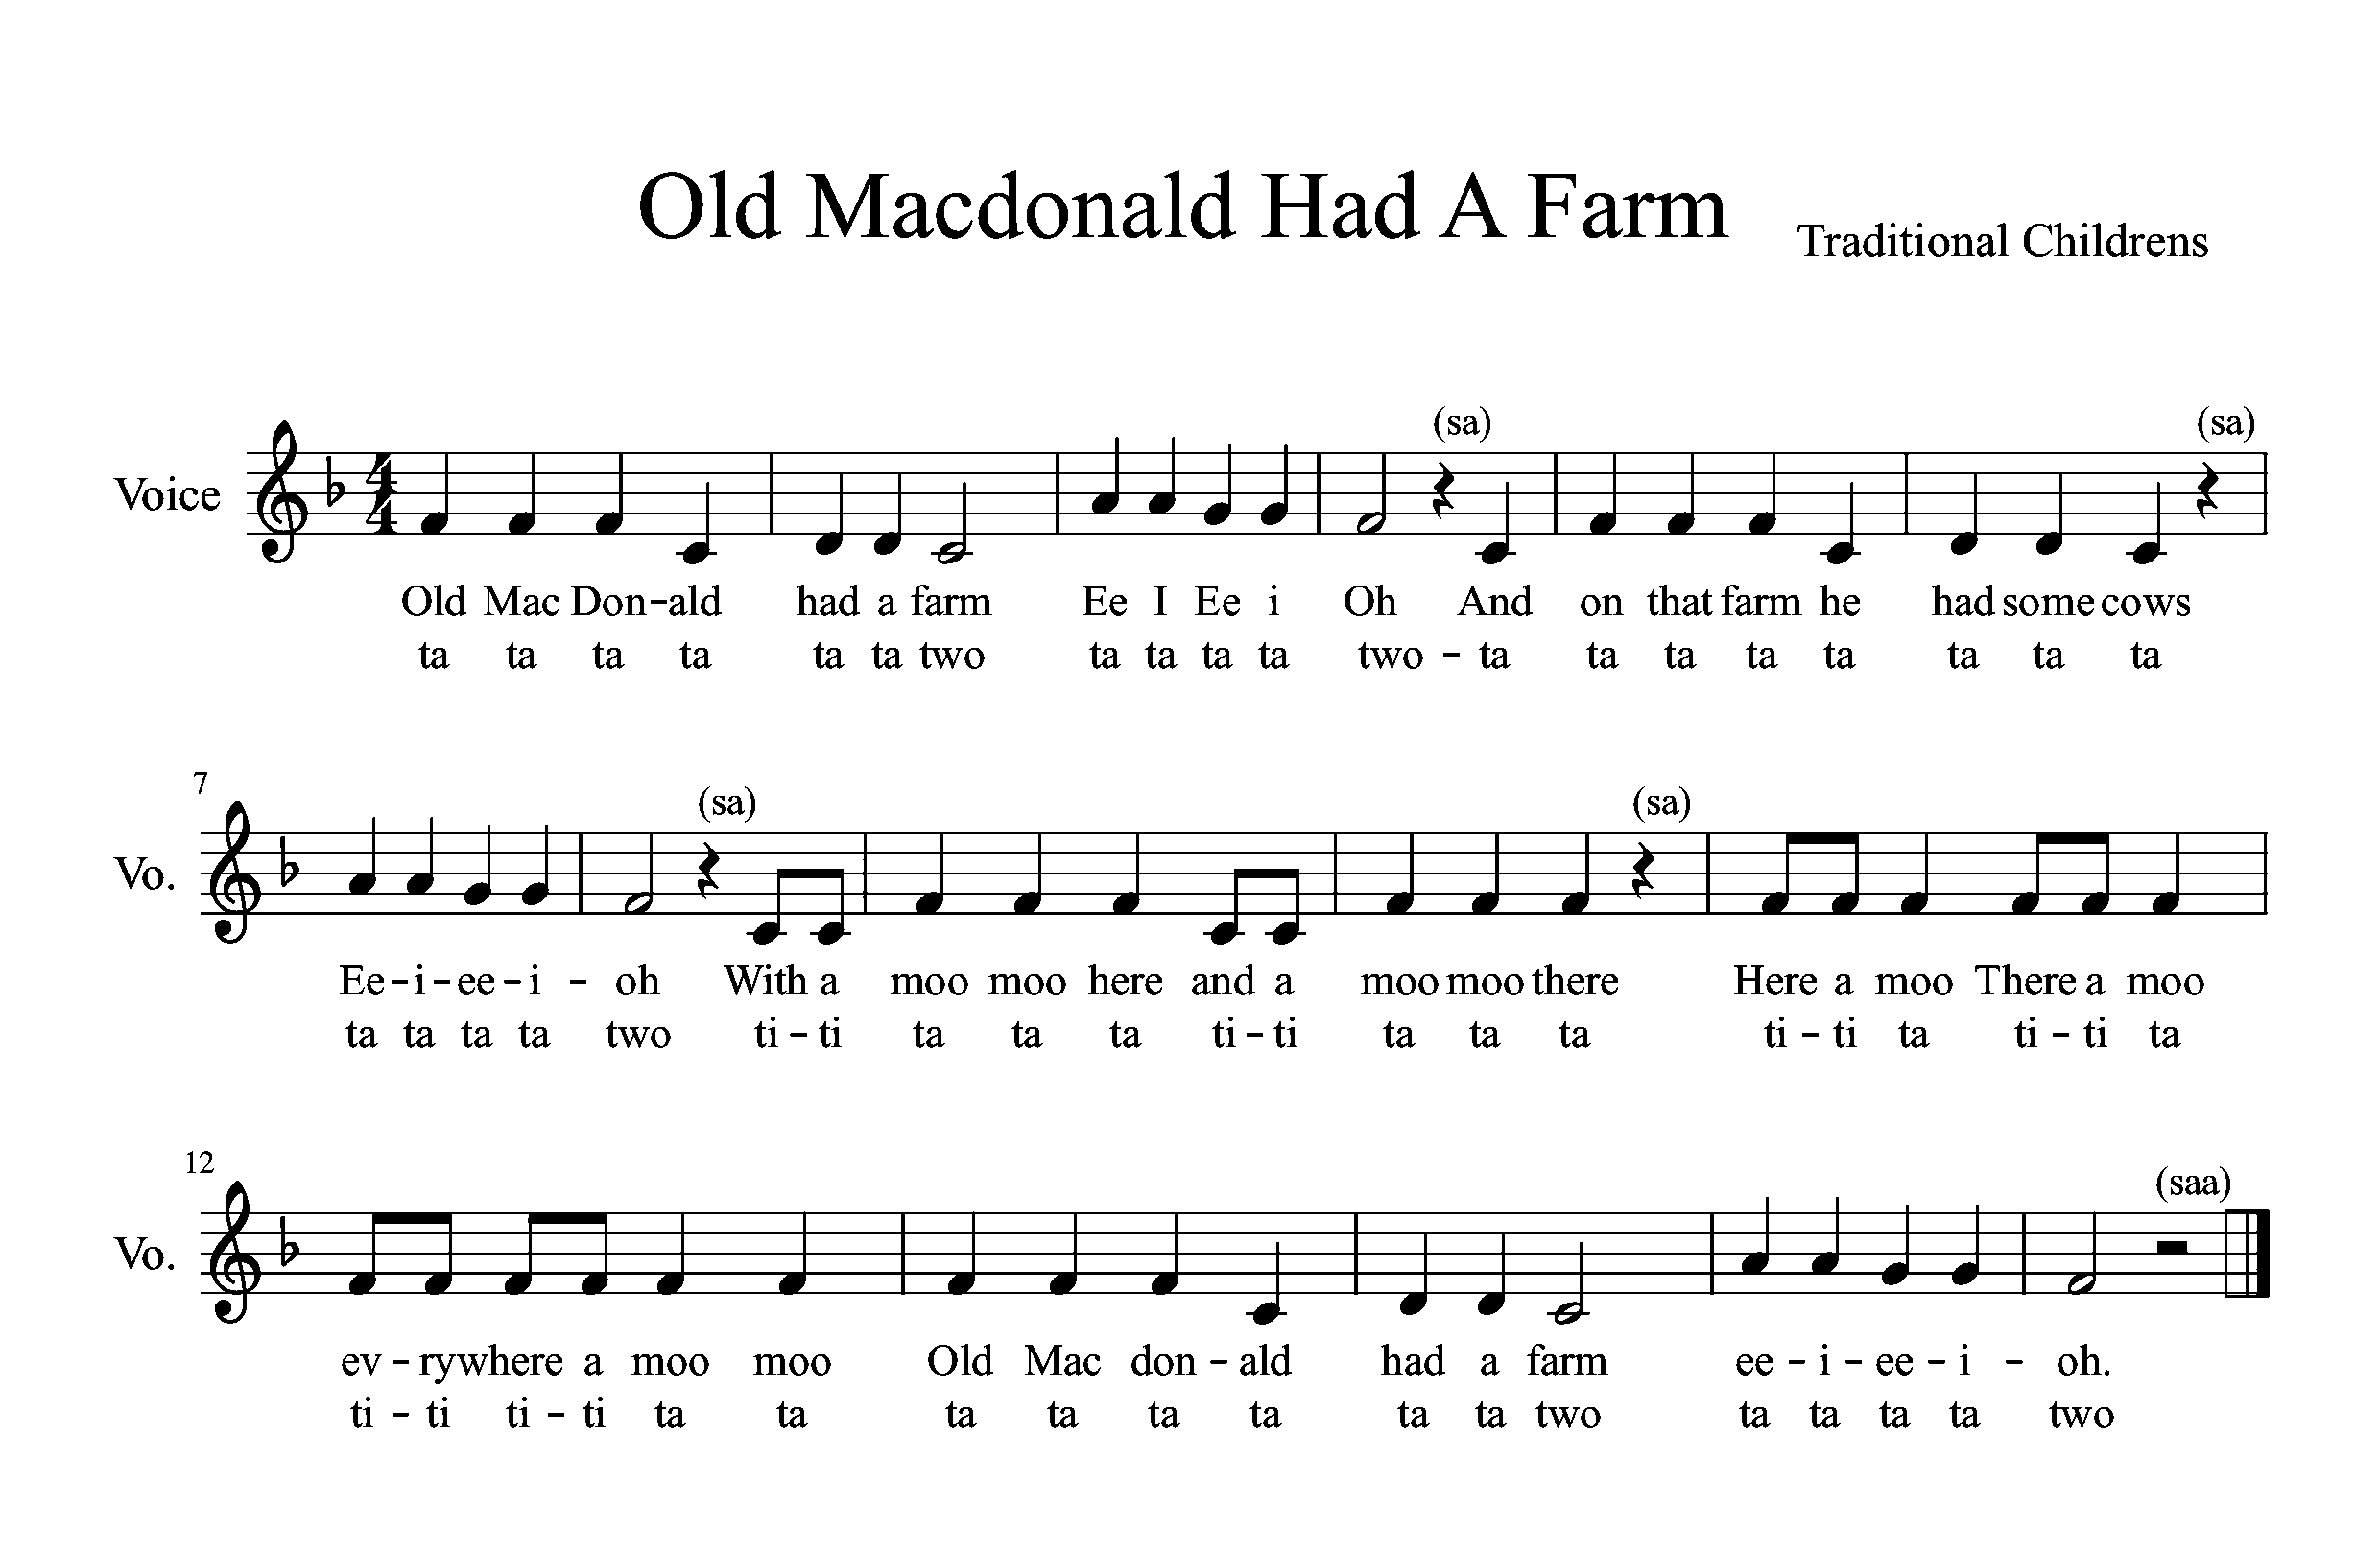 Old Macdonald Had A Farm
Traditional Childrens
(sa) (sa)
Voice
4
4
Old Mac Don-ald had a farm Ee I Ee i Oh And on that farm he had some cows
ta ta ta ta ta ta two ta ta ta ta two - ta ta ta ta ta ta ta ta
7
(sa) (sa)
Vo.
Ee-i-ee-i- oh With a moo moo here and a moo moo there Here a moo There a moo
ta ta ta ta two ti-ti ta ta ta ti-ti ta ta ta ti-ti ta ti-ti ta
12
(saa)
Vo.
ev-rywhere a moo moo Old Mac don-ald had a farm ee-i-ee-i- oh.
ti-ti ti-ti ta ta ta ta ta ta ta ta two ta ta ta ta two